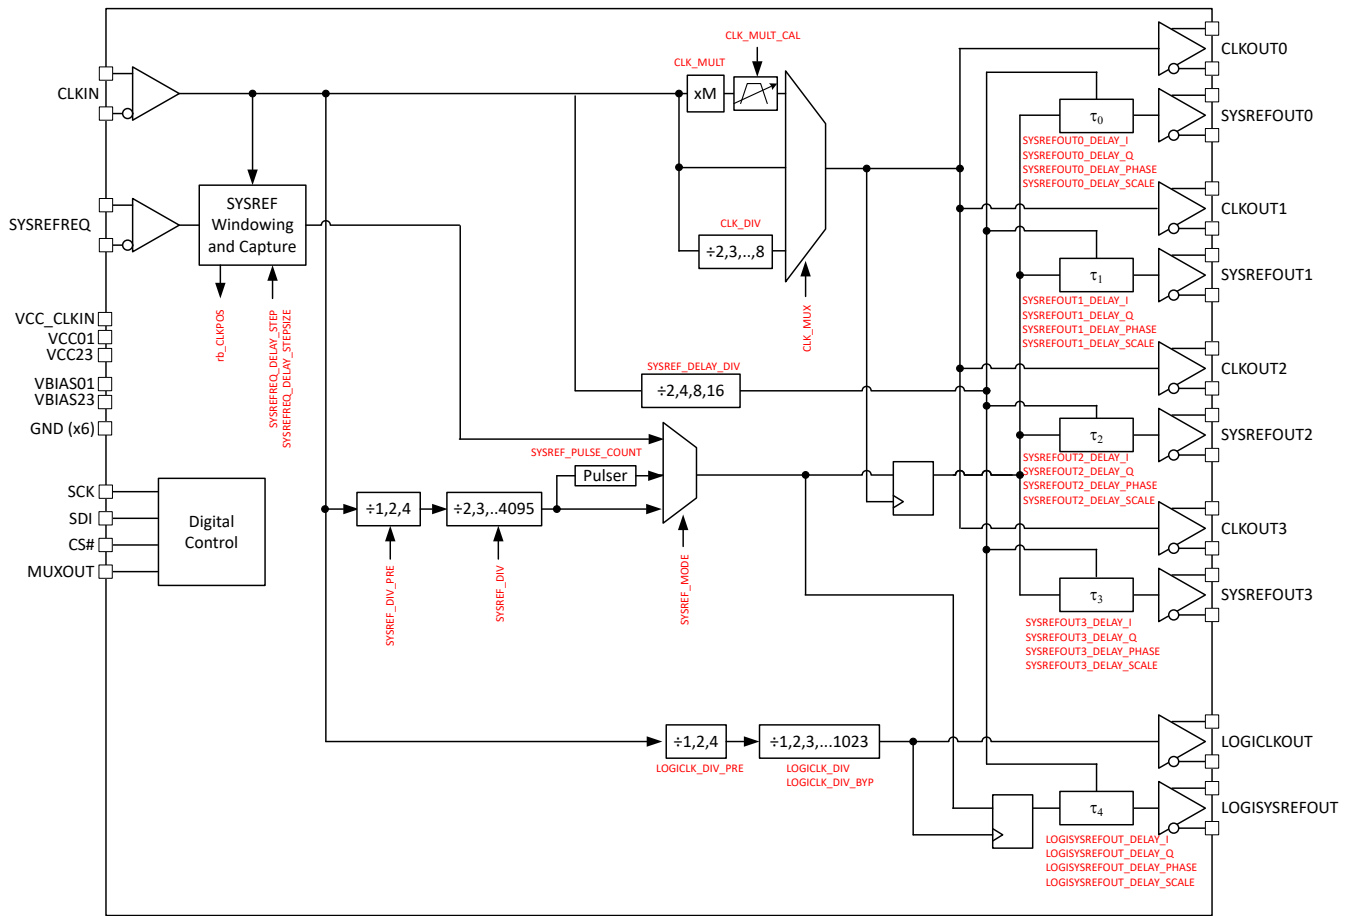 CLKIN
SYSREFREQ
VCC_CLKIN
VCC01
VCC23
VBIAS01
VBIAS23
GND (x6)
SCK
SDI
CS#
MUXOUT
Digital
Control
SYSREF
Windowing
and Capture
rb_CLKPOS
SYSREFREQ_DELAY_STEP
SYSREFREQ_DELAY_STEPSIZE
CLK_MULT_CAL
CLK_MULT
xM
CLK_DIV
÷2,3,..,8
CLK_MUX
SYSREF_DELAY_DIV
÷2,4,8,16
SYSREF_PULSE_COUNT
Pulser
÷1,2,4
÷2,3,..4095
SYSREF_DIV_PRE
SYSREF_DIV
SYSREF_MODE
÷1,2,4
LOGICLK_DIV_PRE
÷1,2,3,...1023
LOGICLK_DIV
LOGICLK_DIV_BYP
CLKOUT0
τ0
SYSREFOUT0
SYSREFOUT0_DELAY_I
SYSREFOUT0_DELAY_Q
SYSREFOUT0_DELAY_PHASE
SYSREFOUT0_DELAY_SCALE
CLKOUT1
τ1
SYSREFOUT1
SYSREFOUT1_DELAY_I
SYSREFOUT1_DELAY_Q
SYSREFOUT1_DELAY_PHASE
SYSREFOUT1_DELAY_SCALE
CLKOUT2
τ2
SYSREFOUT2
SYSREFOUT2_DELAY_I
SYSREFOUT2_DELAY_Q
SYSREFOUT2_DELAY_PHASE
SYSREFOUT2_DELAY_SCALE
CLKOUT3
τ3
SYSREFOUT3
SYSREFOUT3_DELAY_I
SYSREFOUT3_DELAY_Q
SYSREFOUT3_DELAY_PHASE
SYSREFOUT3_DELAY_SCALE
LOGICLKOUT
τ4
LOGISYSREFOUT
LOGISYSREFOUT_DELAY_I
LOGISYSREFOUT_DELAY_Q
LOGISYSREFOUT_DELAY_PHASE
LOGISYSREFOUT_DELAY_SCALE